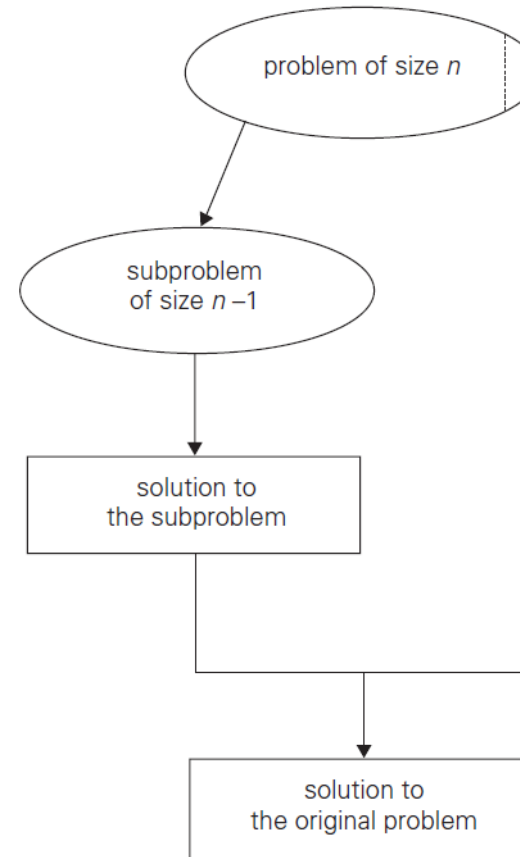 problem of size n
subproblem
of size n –1
solution to
the subproblem
solution to
the original problem